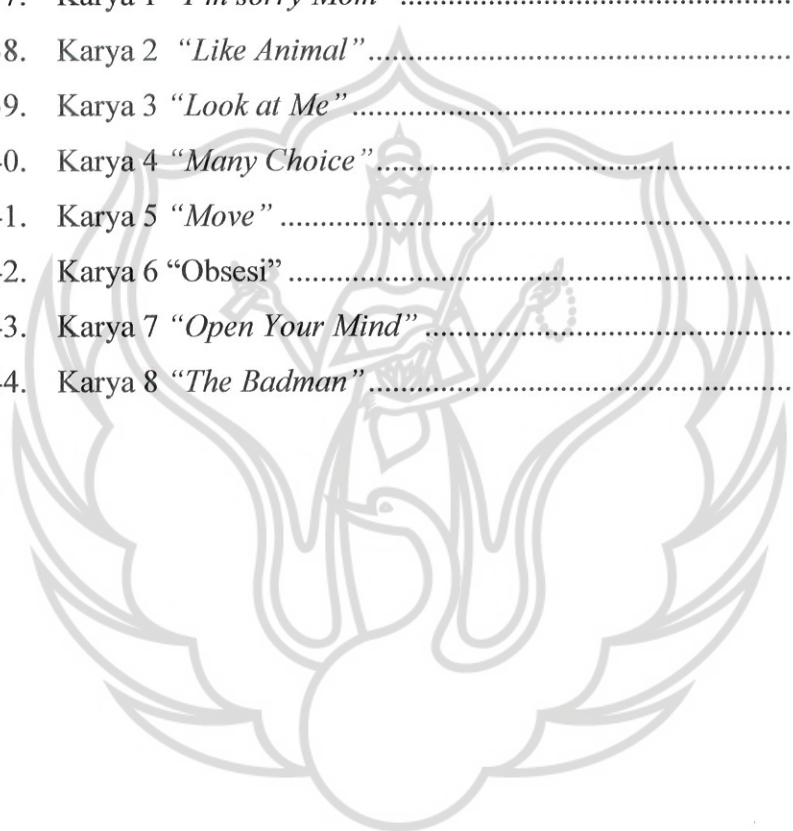 7. Karya 1 “I'm sorry Mom” ....................................................
8. Karya 2 “Like Animal” ....................................................
9. Karya 3 “Look at Me” ......................................................
0. Karya 4 “Many Choice” ...................................................
1. Karya 5 “Move” ...............................................................
2. Karya 6 “Obsesi” ..............................................................
3. Karya 7 “Open Your Mind” .............................................
4. Karya 8 “The Badman” ....................................................